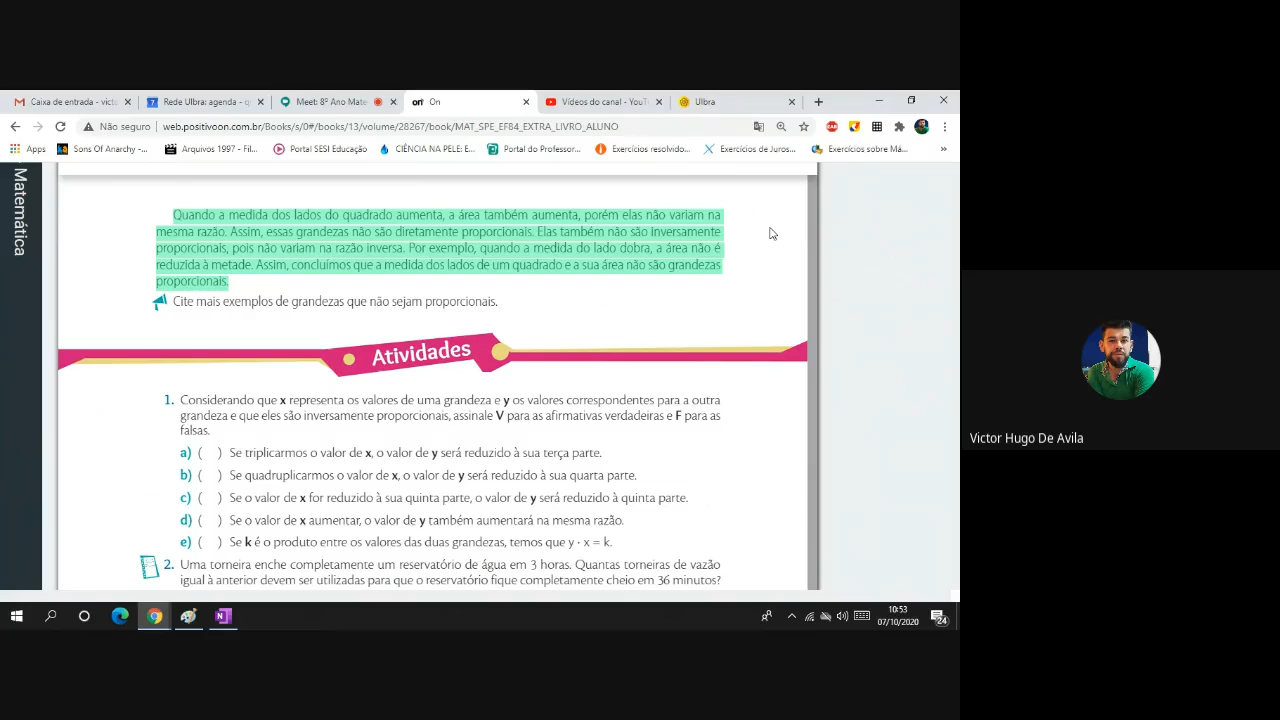 Caixa de entrada - victo
Rede Ulbra: agenda - q
Meet: 8º Ano Mate
On
Vídeos do canal - YouT
Ulbra
Não seguro
web.positivoon.com.br/Books/s/0#/books/13/volume/28267/book/MAT_SPE_EF84_EXTRA_LIVRO_ALUNO
Apps
Sons Of Anarchy -...
Arquivos 1997 - Fil...
Portal SESI Educação
CIÊNCIA NA PELE: E...
Portal do Professor...
Exercícios resolvido...
Exercícios de Juros...
Exercícios sobre Má...
»
Matemática
Quando a medida dos lados do quadrado aumenta, a área também aumenta, porém elas não variam na
mesma razão. Assim, essas grandezas não são diretamente proporcionais. Elas também não são inversamente
proporcionais, pois não variam na razão inversa. Por exemplo, quando a medida do lado dobra, a área não é
reduzida à metade. Assim, concluímos que a medida dos lados de um quadrado e a sua área não são grandezas
proporcionais.
Cite mais exemplos de grandezas que não sejam proporcionais.
Atividades
1. Considerando que x representa os valores de uma grandeza e y os valores correspondentes para a outra
grandeza e que eles são inversamente proporcionais, assinale V para as afirmativas verdadeiras e F para as
falsas.
a) ( ) Se triplicarmos o valor de x, o valor de y será reduzido à sua terça parte.
b) ( ) Se quadruplicarmos o valor de x, o valor de y será reduzido à sua quarta parte.
c) ( ) Se o valor de x for reduzido à sua quinta parte, o valor de y será reduzido à quinta parte.
d) ( ) Se o valor de x aumentar, o valor de y também aumentará na mesma razão.
e) ( ) Se k é o produto entre os valores das duas grandezas, temos que y · x = k.
2. Uma torneira enche completamente um reservatório de água em 3 horas. Quantas torneiras de vazão
igual à anterior devem ser utilizadas para que o reservatório fique completamente cheio em 36 minutos?
Victor Hugo De Avila
10:53
07/10/2020
24